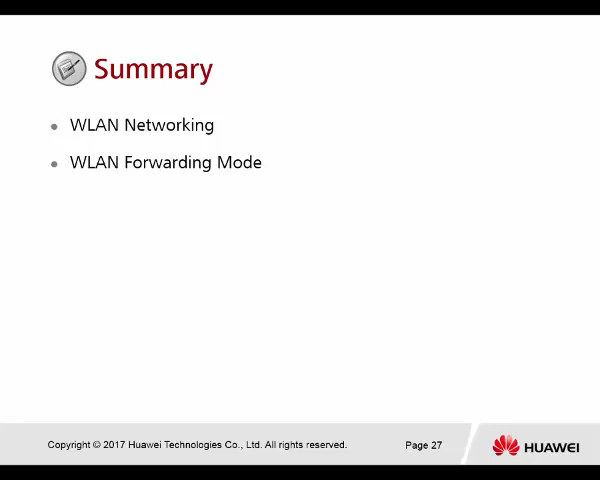 Summary
WLAN Networking
WLAN Forwarding Mode
Copyright © 2017 Huawei Technologies Co., Ltd. All rights reserved.
Page 27
HUAWEI